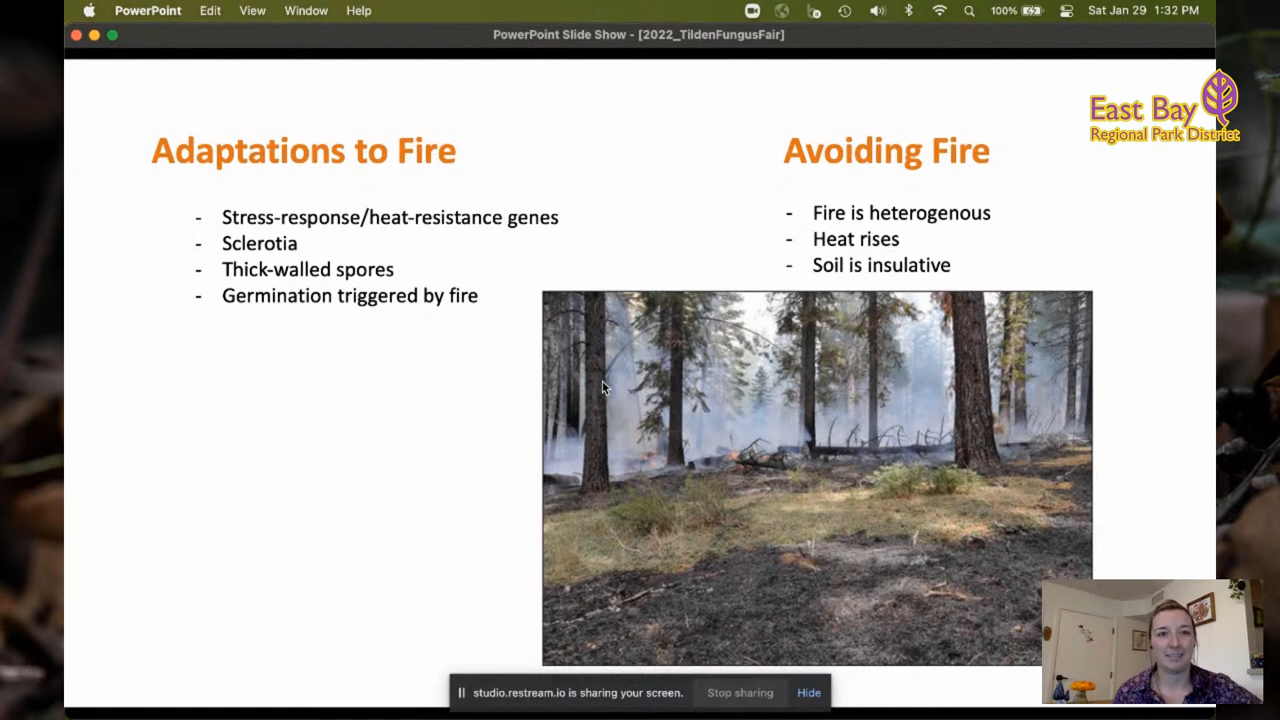 PowerPoint Edit View Window Help 100% Sat Jan 29 1:32 PM
PowerPoint Slide Show - [2022_TildenFungusFair]
East Bay
Regional Park District
Adaptations to Fire
- Stress-response/heat-resistance genes
- Sclerotia
- Thick-walled spores
- Germination triggered by fire
Avoiding Fire
- Fire is heterogenous
- Heat rises
- Soil is insulative
studio.restream.io is sharing your screen. Stop sharing Hide